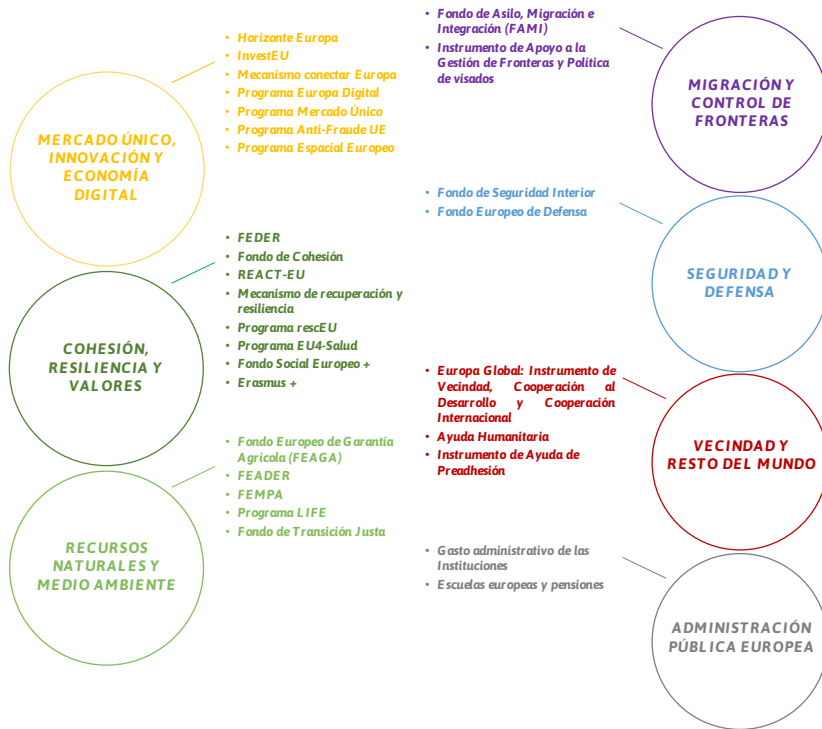 MERCADO ÚNICO,
INNOVACIÓN Y
ECONOMÍA
DIGITAL
• Horizonte Europa
• InvestEU
• Mecanismo conectar Europa
• Programa Europa Digital
• Programa Mercado Único
• Programa Anti-Fraude UE
• Programa Espacial Europeo
COHESIÓN,
RESILIENCIA Y
VALORES
• FEDER
• Fondo de Cohesión
• REACT-EU
• Mecanismo de recuperación y
resiliencia
• Programa rescEU
• Programa EU4-Salud
• Fondo Social Europeo +
• Erasmus +
RECURSOS
NATURALES Y
MEDIO AMBIENTE
• Fondo Europeo de Garantía
Agrícola (FEAGA)
• FEADER
• FEMPA
• Programa LIFE
• Fondo de Transición Justa
• Fondo de Asilo, Migración e
Integración (FAMI)
• Instrumento de Apoyo a la
Gestión de Fronteras y Política
de visados
MIGRACIÓN Y
CONTROL DE
FRONTERAS
• Fondo de Seguridad Interior
• Fondo Europeo de Defensa
SEGURIDAD Y
DEFENSA
• Europa Global: Instrumento de
Vecindad, Cooperación al
Desarrollo y Cooperación
Internacional
• Ayuda Humanitaria
• Instrumento de Ayuda de
Preadhesión
VECINDAD Y
RESTO DEL MUNDO
• Gasto administrativo de las
Instituciones
• Escuelas europeas y pensiones
ADMINISTRACIÓN
PÚBLICA EUROPEA